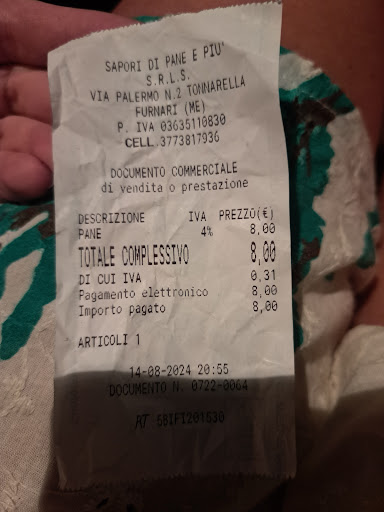 SAPORI DI PANE E PIU'
S.R.L.S.
VIA PALERMO N.2 TONNARELLA
FURNARI (ME)
P. IVA 03635110830
CELL.3773817936
DOCUMENTO COMMERCIALE
di vendita o prestazione
DESCRIZIONE IVA PREZZO(€)
PANE 4% 8,00
TOTALE COMPLESSIVO 8,00
DI CUI IVA 0,31
Pagamento elettronico 8,00
Importo pagato 8,00
ARTICOLI 1
14-08-2024 20:55
DOCUMENTO N. 0722-0064
RT 58IFI201530